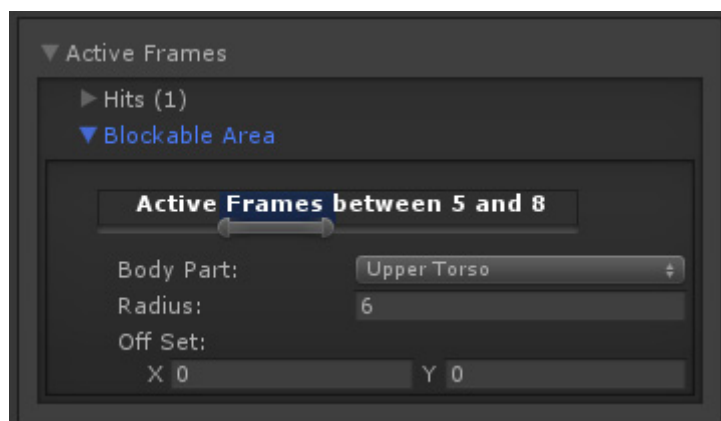 Active Frames
Hits (1)
Blockable Area
Active Frames between 5 and 8
Body Part: Upper Torso
Radius: 6
Off Set:
X 0 Y 0